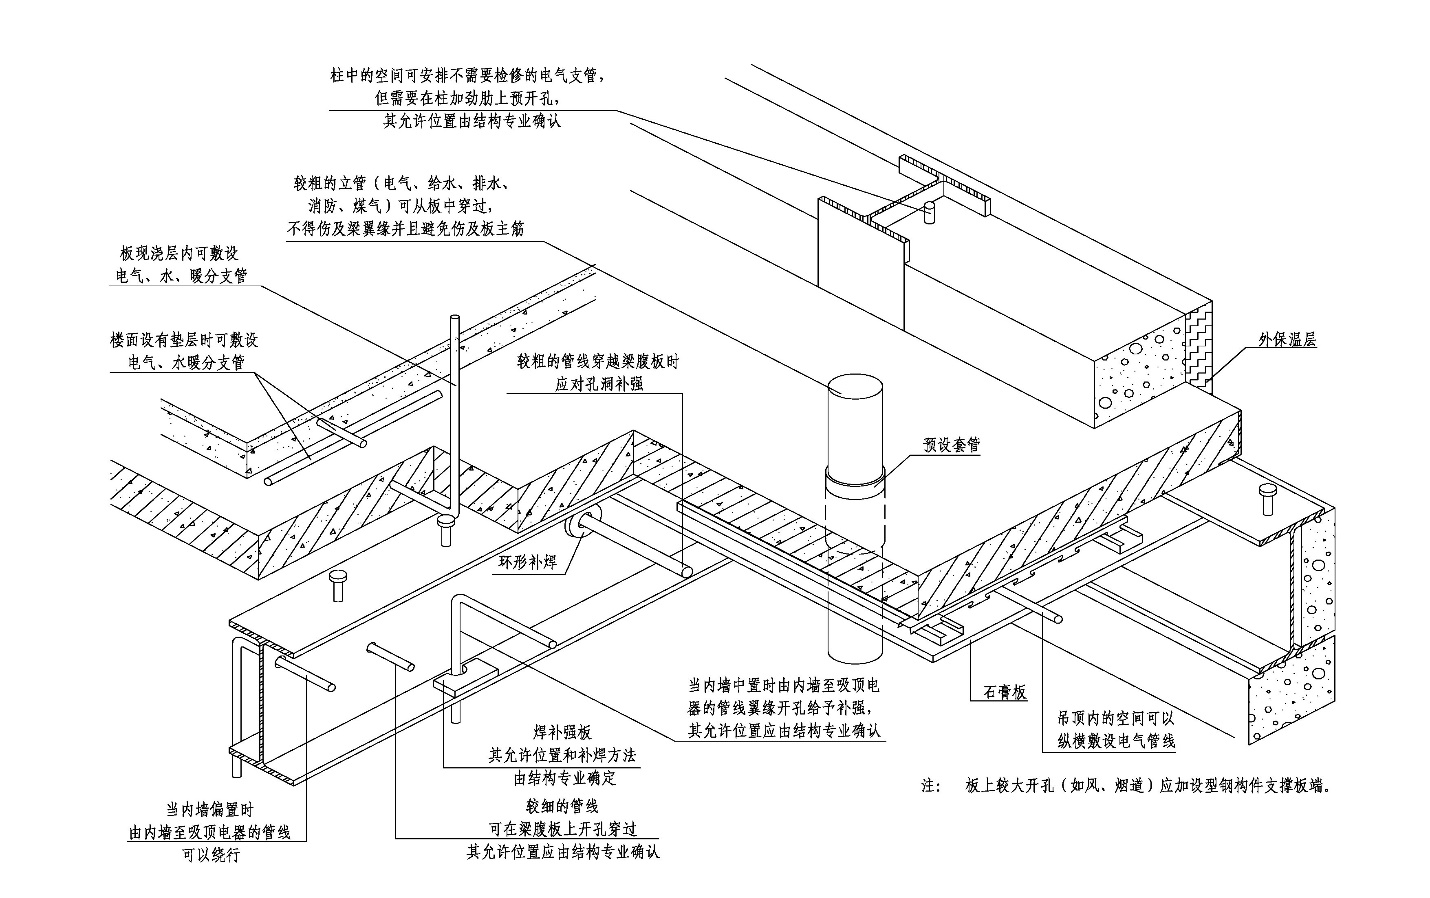 柱中的空间可安排不需要检修的电气支管，
但需要在柱加劲肋上预开孔，
其允许位置由结构专业确认
较粗的立管（电气、给水、排水、
消防、煤气）可从板中穿过，
不得伤及梁翼缘并且避免伤及板主筋
板现浇层内可敷设
电气、水、暖分支管
楼面设有垫层时可敷设
电气、水暖分支管
较粗的管线穿越梁腹板时
应对孔洞补强
外保温层
预设套管
环形补焊
当内墙中置时由内墙至吸顶电
器的管线翼缘开孔给予补强，
其允许位置应由结构专业确认
石膏板
吊顶内的空间可以
纵横敷设电气管线
焊补强板
其允许位置和补焊方法
由结构专业确定
较细的管线
可在梁腹板上开孔穿过
其允许位置应由结构专业确认
当内墙偏置时
由内墙至吸顶电器的管线
可以绕行
注： 板上较大开孔（如风、烟道）应加设型钢构件支撑板端。